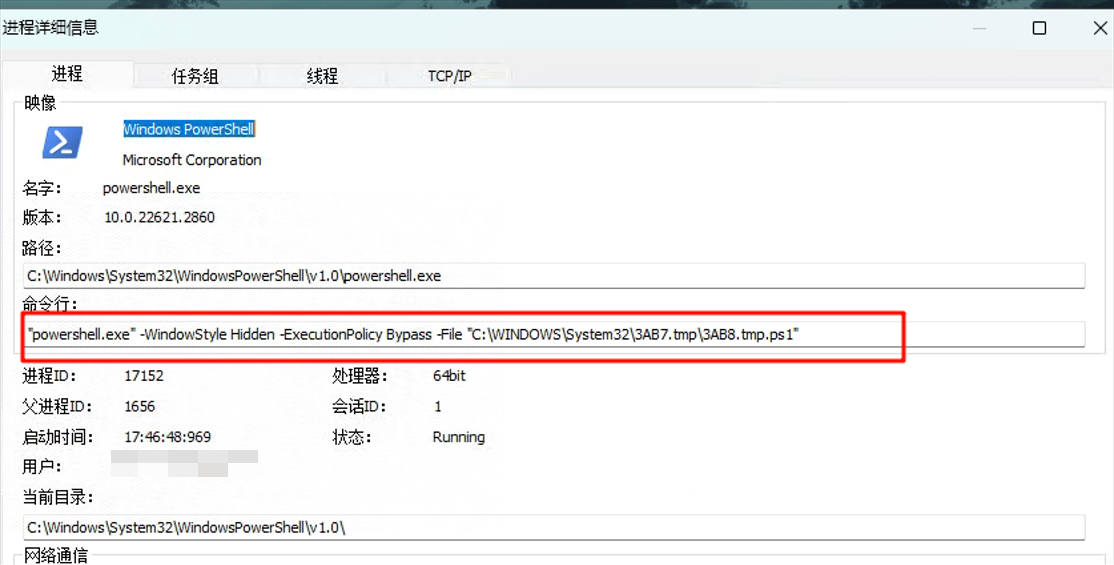 进程详细信息
进程 任务组 线程 TCP/IP
映像
Windows PowerShell
Microsoft Corporation
名字： powershell.exe
版本： 10.0.22621.2860
路径：
C:\Windows\System32\WindowsPowerShell\v1.0\powershell.exe
命令行：
"powershell.exe" -WindowStyle Hidden -ExecutionPolicy Bypass -File "C:\WINDOWS\System32\3AB7.tmp\3AB8.tmp.ps1"
进程ID： 17152 处理器： 64bit
父进程ID： 1656 会话ID： 1
启动时间： 17:46:48:969 状态： Running
用户：
当前目录：
C:\Windows\System32\WindowsPowerShell\v1.0\
网络通信